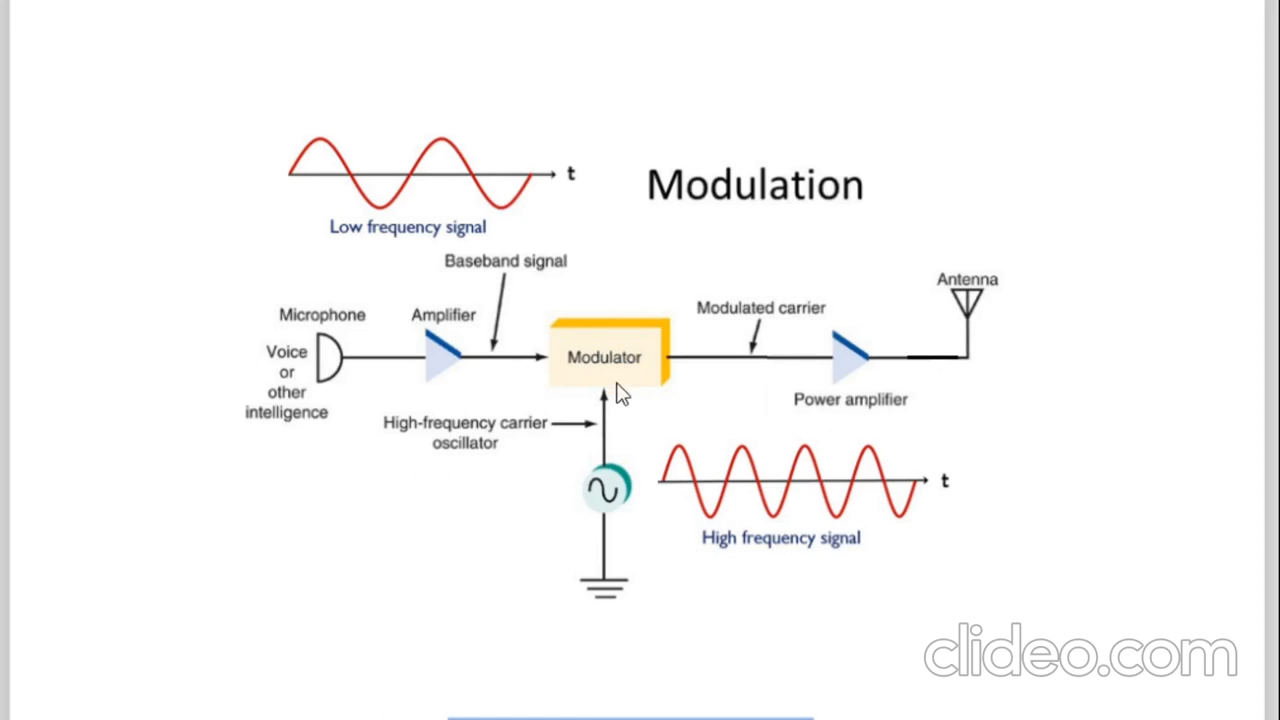 Modulation
t
Low frequency signal
Baseband signal
Antenna
Modulated carrier
Microphone
Amplifier
Voice
or
other
intelligence
Modulator
Power amplifier
High-frequency carrier
oscillator
t
High frequency signal
clideo.com